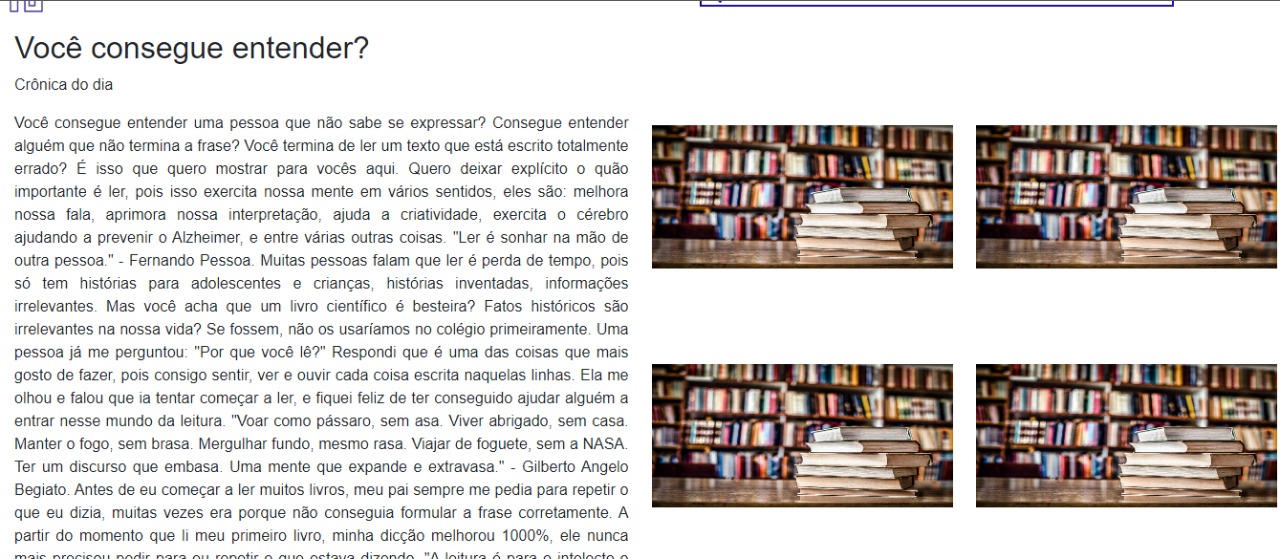 Você consegue entender?
Crônica do dia
Você consegue entender uma pessoa que não sabe se expressar? Consegue entender
alguém que não termina a frase? Você termina de ler um texto que está escrito totalmente
errado? É isso que quero mostrar para vocês aqui. Quero deixar explícito o quão
importante é ler, pois isso exercita nossa mente em vários sentidos, eles são: melhora
nossa fala, aprimora nossa interpretação, ajuda a criatividade, exercita o cérebro
ajudando a prevenir o Alzheimer, e entre várias outras coisas. "Ler é sonhar na mão de
outra pessoa." - Fernando Pessoa. Muitas pessoas falam que ler é perda de tempo, pois
só tem histórias para adolescentes e crianças, histórias inventadas, informações
irrelevantes. Mas você acha que um livro científico é besteira? Fatos históricos são
irrelevantes na nossa vida? Se fossem, não os usaríamos no colégio primeiramente. Uma
pessoa já me perguntou: "Por que você lê?" Respondi que é uma das coisas que mais
gosto de fazer, pois consigo sentir, ver e ouvir cada coisa escrita naquelas linhas. Ela me
olhou e falou que ia tentar começar a ler, e fiquei feliz de ter conseguido ajudar alguém a
entrar nesse mundo da leitura. "Voar como pássaro, sem asa. Viver abrigado, sem casa.
Manter o fogo, sem brasa. Mergulhar fundo, mesmo rasa. Viajar de foguete, sem a NASA.
Ter um discurso que embasa. Uma mente que expande e extravasa." - Gilberto Angelo
Begiato. Antes de eu começar a ler muitos livros, meu pai sempre me pedia para repetir o
que eu dizia, muitas vezes era porque não conseguia formular a frase corretamente. A
partir do momento que li meu primeiro livro, minha dicção melhorou 1000%, ele nunca
mais precisou pedir para eu repetir o que estava dizendo. "A leitura é para o intelecto o